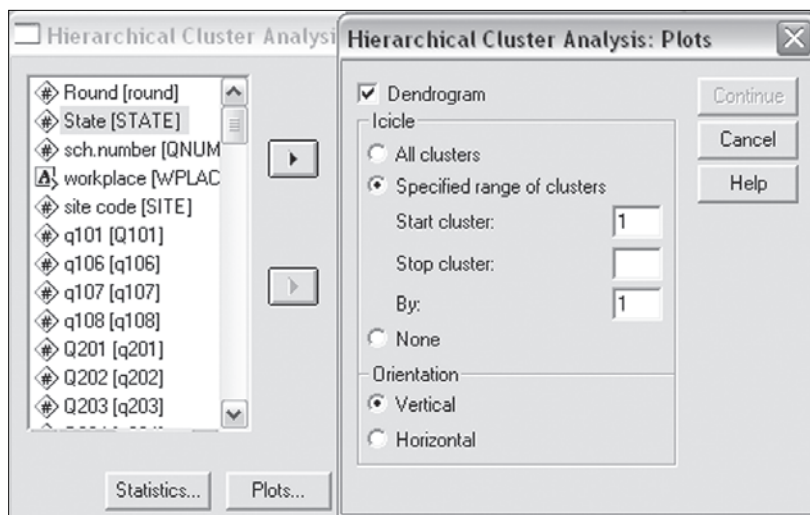 Hierarchical Cluster Analysi
Round [round]
State [STATE]
sch.number [QNUM
workplace [WPLAC
site code [SITE]
q101 [Q101]
q106 [q106]
q107 [q107]
q108 [q108]
Q201 [q201]
Q202 [q202]
Q203 [q203]
Statistics...
Plots...
Hierarchical Cluster Analysis: Plots
Dendrogram
Icicle
All clusters
Specified range of clusters
Start cluster: 1
Stop cluster:
By: 1
None
Orientation
Vertical
Horizontal
Continue
Cancel
Help